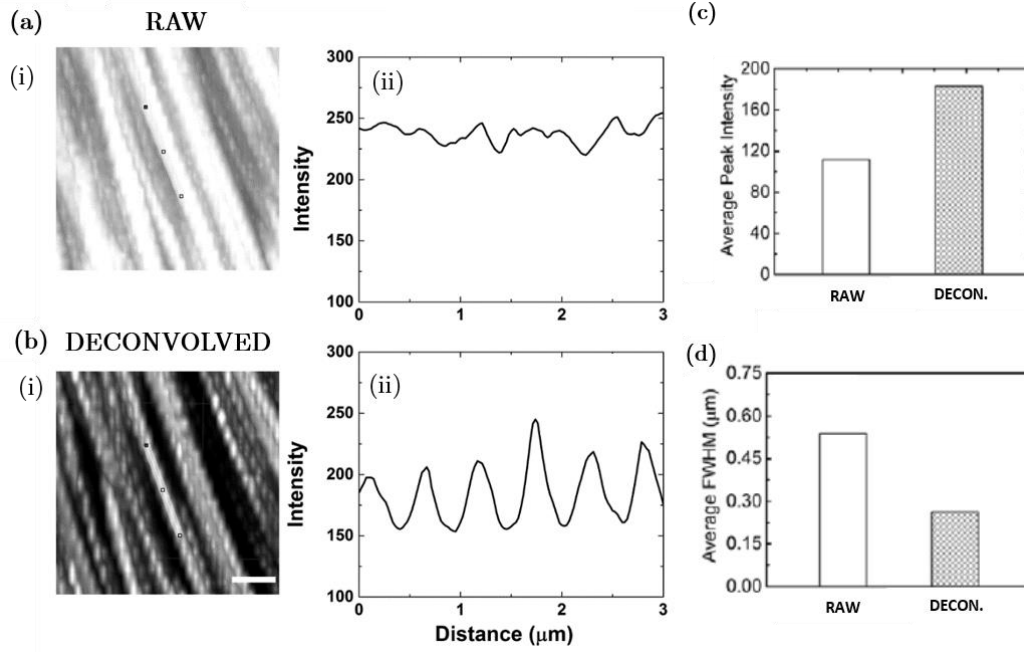 (a) RAW
(i)
(ii)
300
250
200
150
100
Intensity
0 1 2 3
(b) DECONVOLVED
(i)
(ii)
300
250
200
150
100
Intensity
0 1 2 3
Distance (μm)
(c)
200
160
120
80
40
0
Average Peak Intensity
RAW DECON.
(d)
0.75
0.60
0.45
0.30
0.15
0.00
Average FWHM (μm)
RAW DECON.